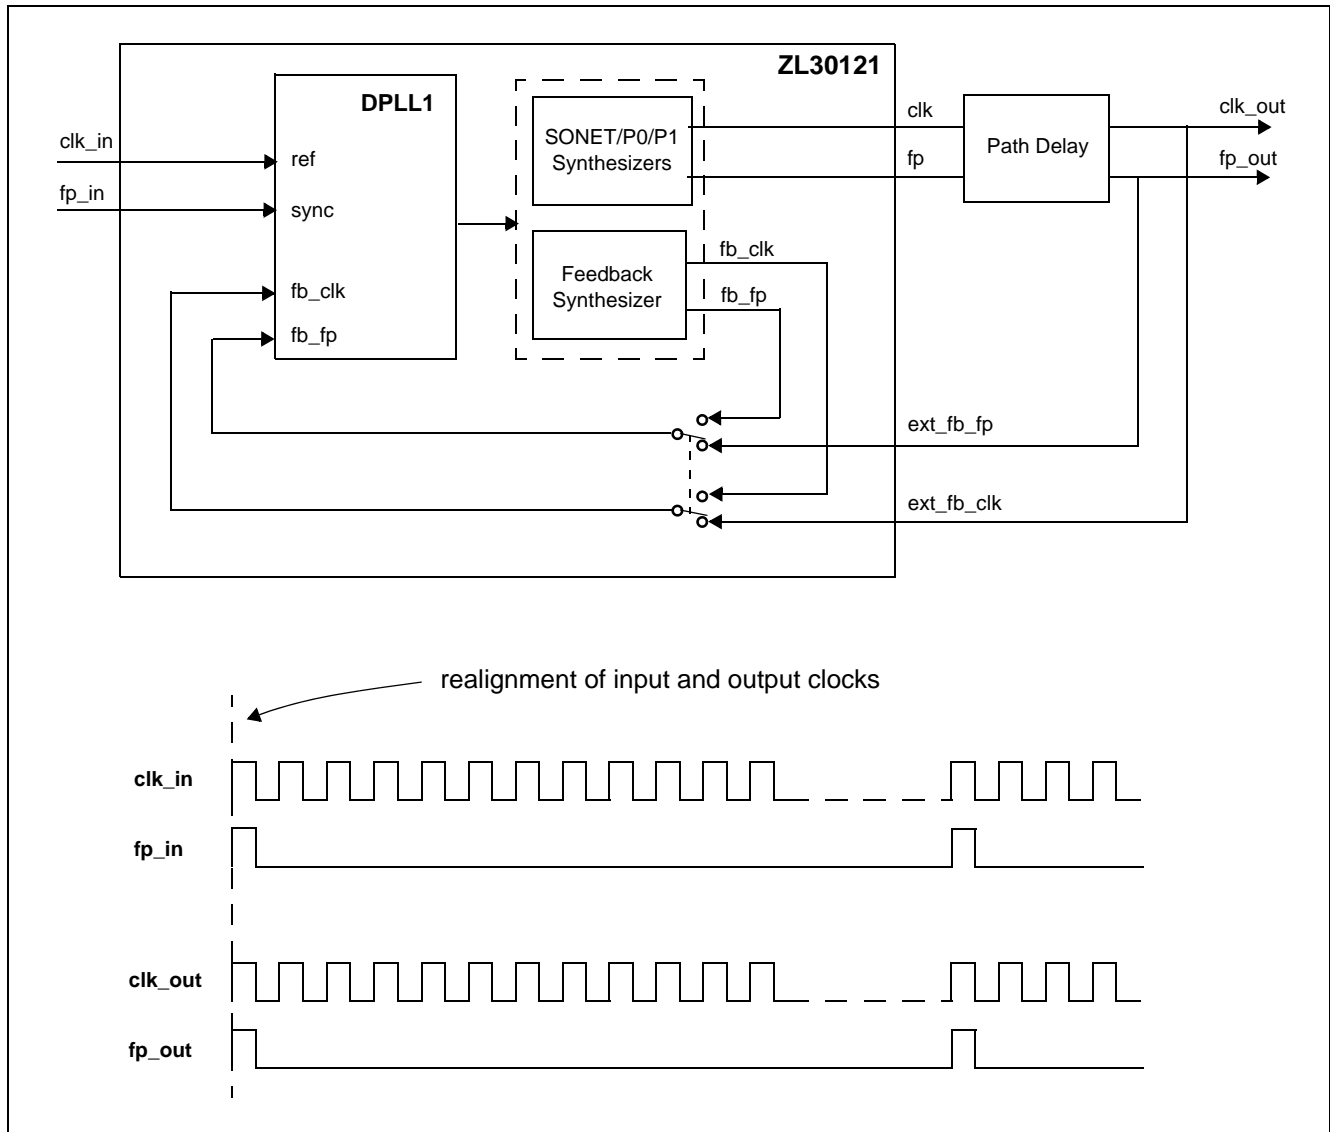 ZL30121
DPLL1
clk_in
ref
fp_in
sync
fb_clk
fb_fp
SONET/P0/P1
Synthesizers
Feedback
Synthesizer
fb_clk
fb_fp
clk
fp
Path Delay
clk_out
fp_out
ext_fb_fp
ext_fb_clk
realignment of input and output clocks
clk_in
fp_in
clk_out
fp_out